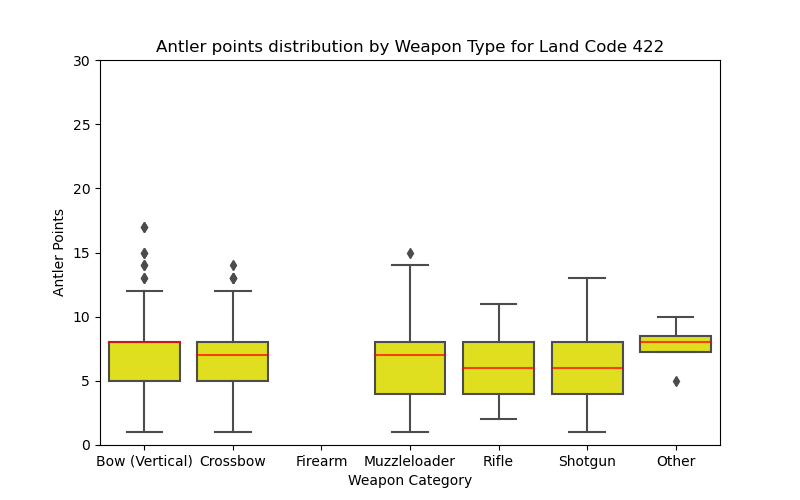 Antler points distribution by Weapon Type for Land Code 422
30
25
20
15
10
5
0
Antler Points
Bow (Vertical) Crossbow Firearm Muzzleloader Rifle Shotgun Other
Weapon Category